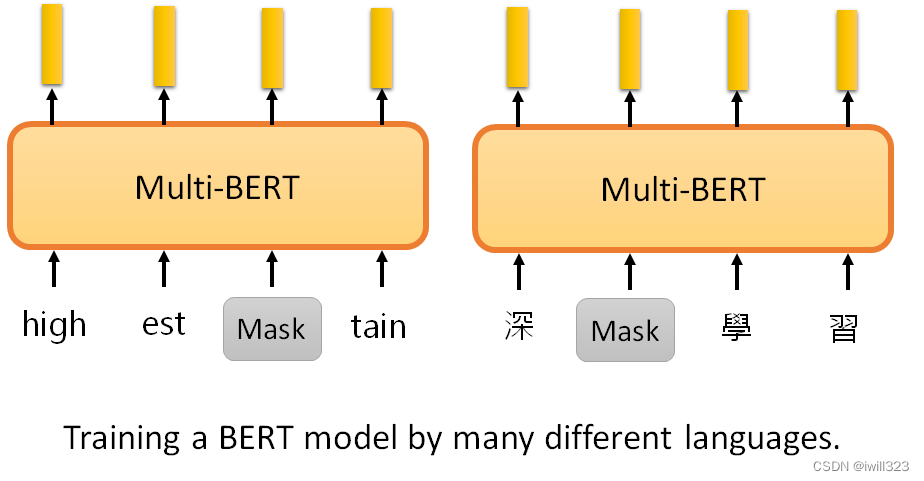 Multi-BERT
Multi-BERT
high est Mask tain
深 Mask 學 習
Training a BERT model by many different languages.
CSDN @iwill323